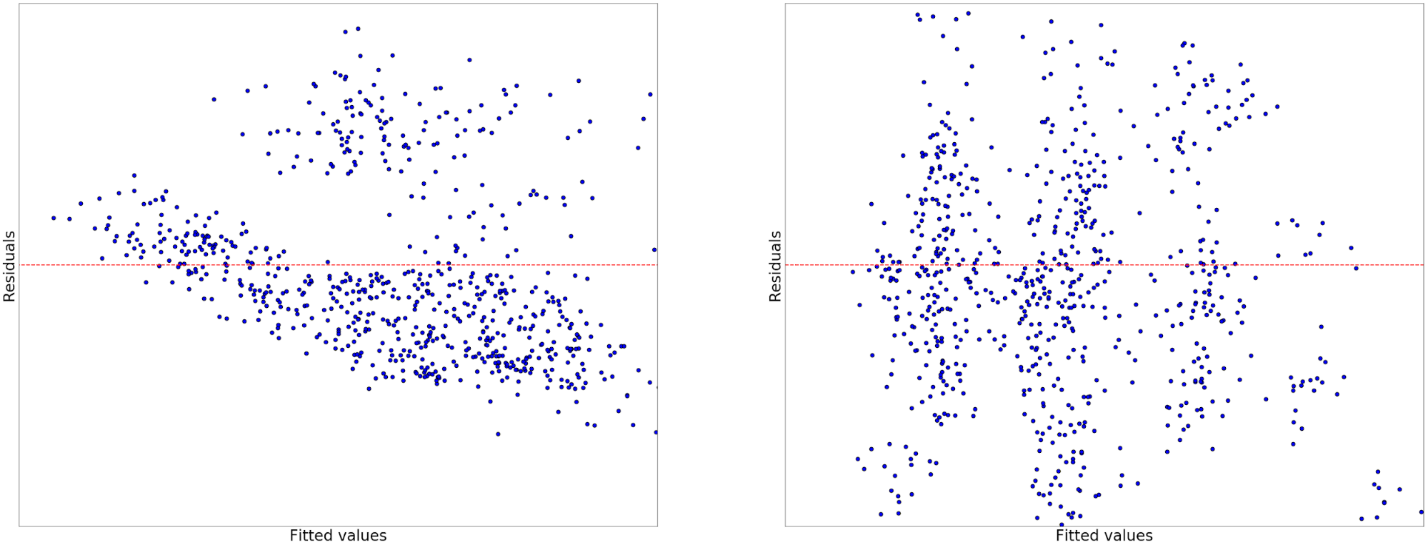 Residuals
Fitted values
Residuals
Fitted values